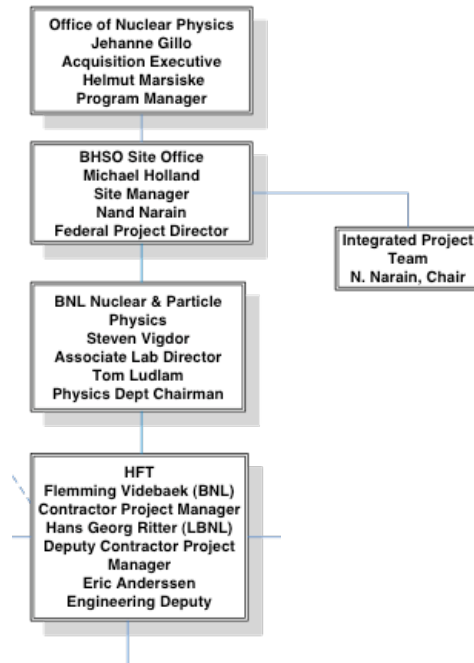 Office of Nuclear Physics
Jehanne Gillo
Acquisition Executive
Helmut Marsiske
Program Manager
BHSO Site Office
Michael Holland
Site Manager
Nand Narain
Federal Project Director
Integrated Project
Team
N. Narain, Chair
BNL Nuclear & Particle
Physics
Steven Vigdor
Associate Lab Director
Tom Ludlam
Physics Dept Chairman
HFT
Flemming Videbaek (BNL)
Contractor Project Manager
Hans Georg Ritter (LBNL)
Deputy Contractor Project
Manager
Eric Anderssen
Engineering Deputy